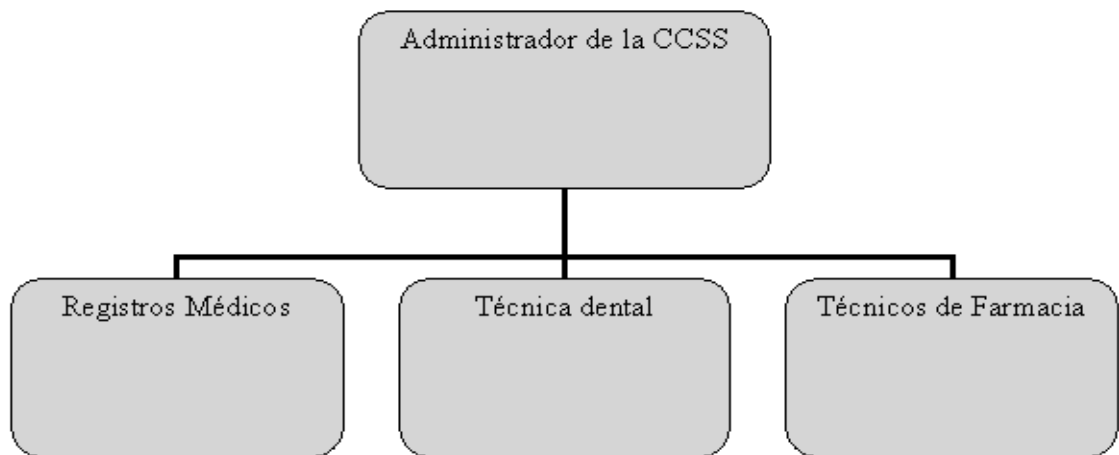 Administrador de la CCSS
Registros Médicos
Técnica dental
Técnicos de Farmacia